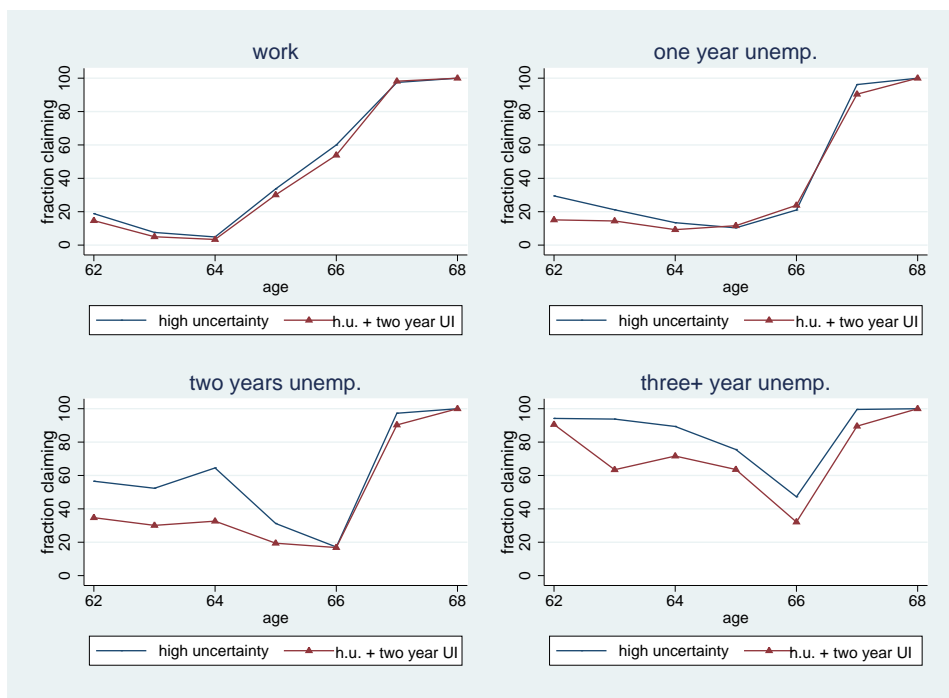 work
fraction claiming
0 20 40 60 80 100
62 64 66 68
age
high uncertainty h.u. + two year UI
one year unemp.
fraction claiming
0 20 40 60 80 100
62 64 66 68
age
high uncertainty h.u. + two year UI
two years unemp.
fraction claiming
0 20 40 60 80 100
62 64 66 68
age
high uncertainty h.u. + two year UI
three+ year unemp.
fraction claiming
0 20 40 60 80 100
62 64 66 68
age
high uncertainty h.u. + two year UI